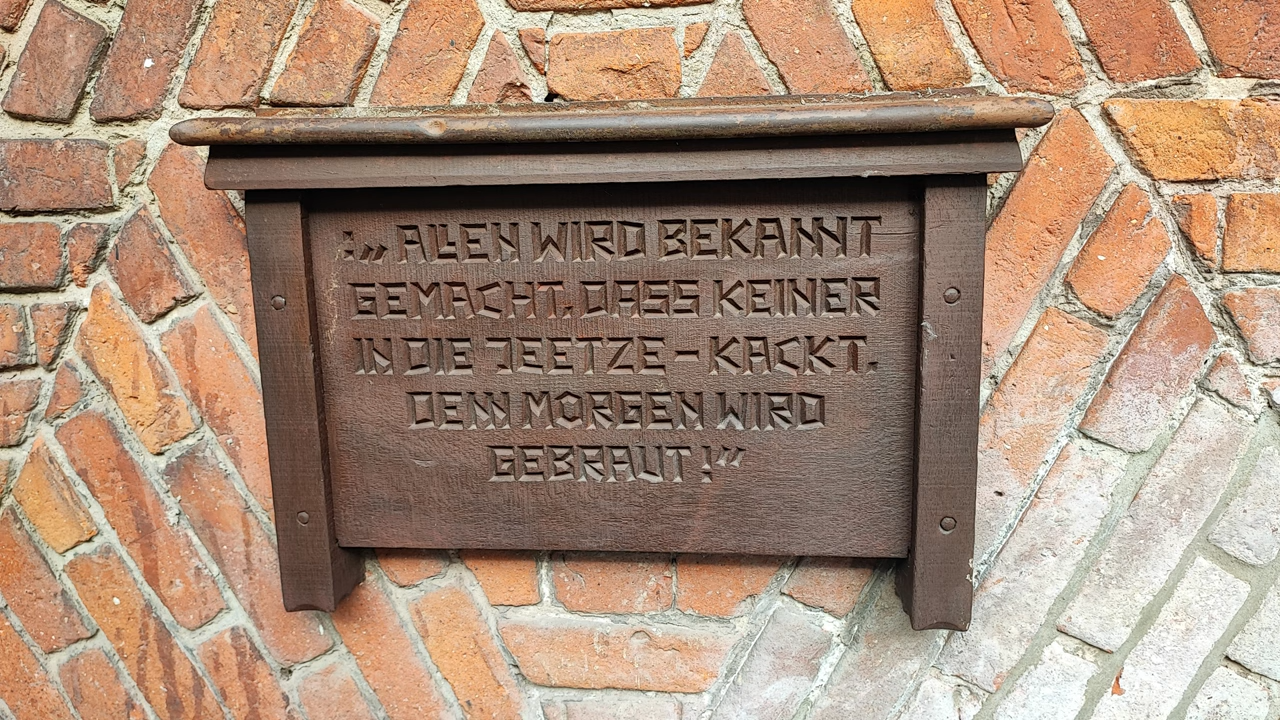 :„ ALLEN WIRD BEKANNT
GEMACHT, DASS KEINER
IN DIE JEETZE-KACKT.
DENN MORGEN WIRD
GEBRAUT!"